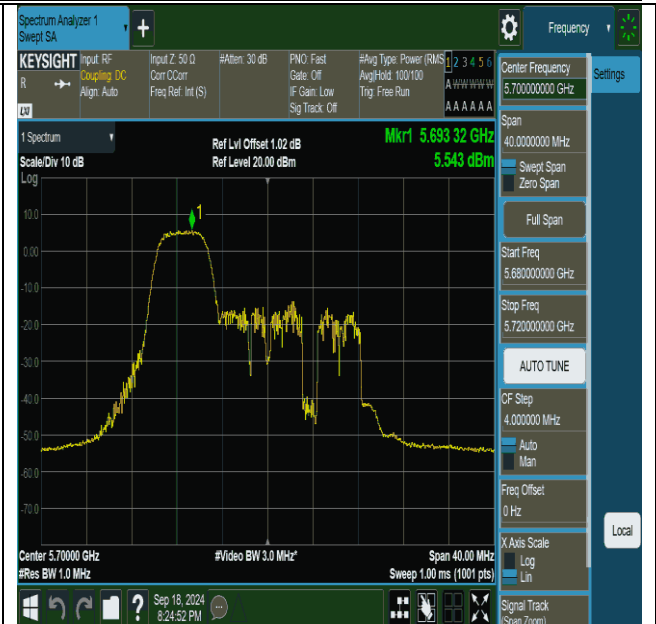 Spectrum Analyzer 1
Swept SA
Frequency
KEYSIGHT
R
LXI
Input: RF
Coupling: DC
Align: Auto
Input Z: 50 Ω
Corr CCorr
Freq Ref: Int (S)
#Atten: 30 dB
PNO: Fast
Gate: Off
IF Gain: Low
Sig Track: Off
#Avg Type: Power (RMS
Avg|Hold: 100/100
Trig: Free Run
1 2 3 4 5 6
A W W W W W
A A A A A A
1 Spectrum
Scale/Div 10 dB
Log
Ref Lvl Offset 1.02 dB
Ref Level 20.00 dBm
Mkr1 5.693 32 GHz
5.543 dBm
1
10.0
0.00
-10.0
-20.0
-30.0
-40.0
-50.0
-60.0
-70.0
Center 5.70000 GHz
#Res BW 1.0 MHz
#Video BW 3.0 MHz*
Span 40.00 MHz
Sweep 1.00 ms (1001 pts)
Center Frequency
5.700000000 GHz
Settings
Span
40.0000000 MHz
Swept Span
Zero Span
Full Span
Start Freq
5.680000000 GHz
Stop Freq
5.720000000 GHz
AUTO TUNE
CF Step
4.000000 MHz
Auto
Man
Freq Offset
0 Hz
X Axis Scale
Log
Lin
Local
Signal Track
(Span Zoom)
Sep 18, 2024
8:24:52 PM